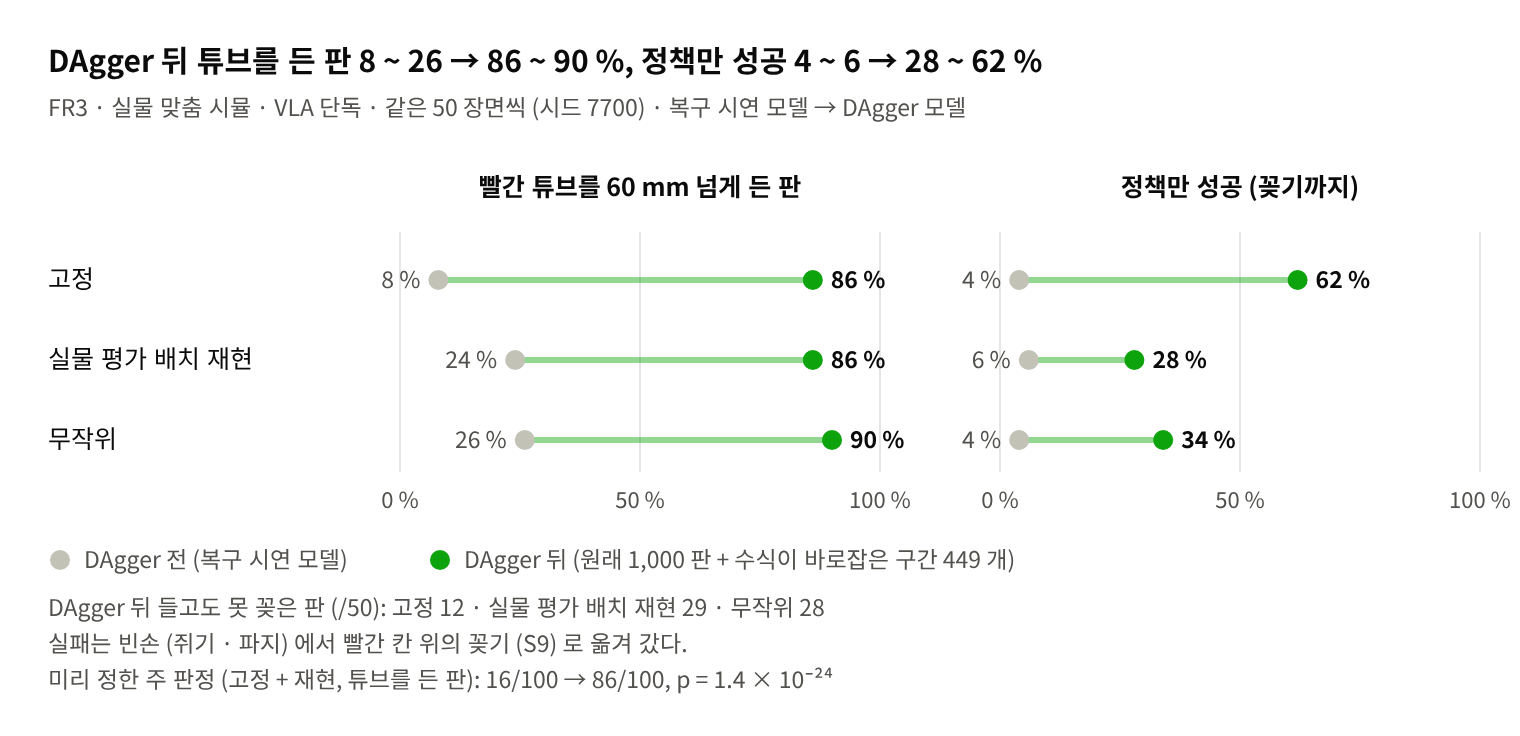 DAgger 뒤 튜브를 든 판 8 ~ 26 → 86 ~ 90 %, 정책만 성공 4 ~ 6 → 28 ~ 62 %
FR3 · 실물 맞춤 시뮬 · VLA 단독 · 같은 50 장면씩 (시드 7700) · 복구 시연 모델 → DAgger 모델
빨간 튜브를 60 mm 넘게 든 판
정책만 성공 (꽂기까지)
고정
8 %
86 %
4 %
62 %
실물 평가 배치 재현
24 %
86 %
6 %
28 %
무작위
26 %
90 %
4 %
34 %
0 %
50 %
100 %
0 %
50 %
100 %
DAgger 전 (복구 시연 모델)
DAgger 뒤 (원래 1,000 판 + 수식이 바로잡은 구간 449 개)
DAgger 뒤 들고도 못 꽂은 판 (/50): 고정 12 · 실물 평가 배치 재현 29 · 무작위 28
실패는 빈손 (쥐기 · 파지) 에서 빨간 칸 위의 꽂기 (S9) 로 옮겨 갔다.
미리 정한 주 판정 (고정 + 재현, 튜브를 든 판): 16/100 → 86/100, p = 1.4 × 10⁻²⁴